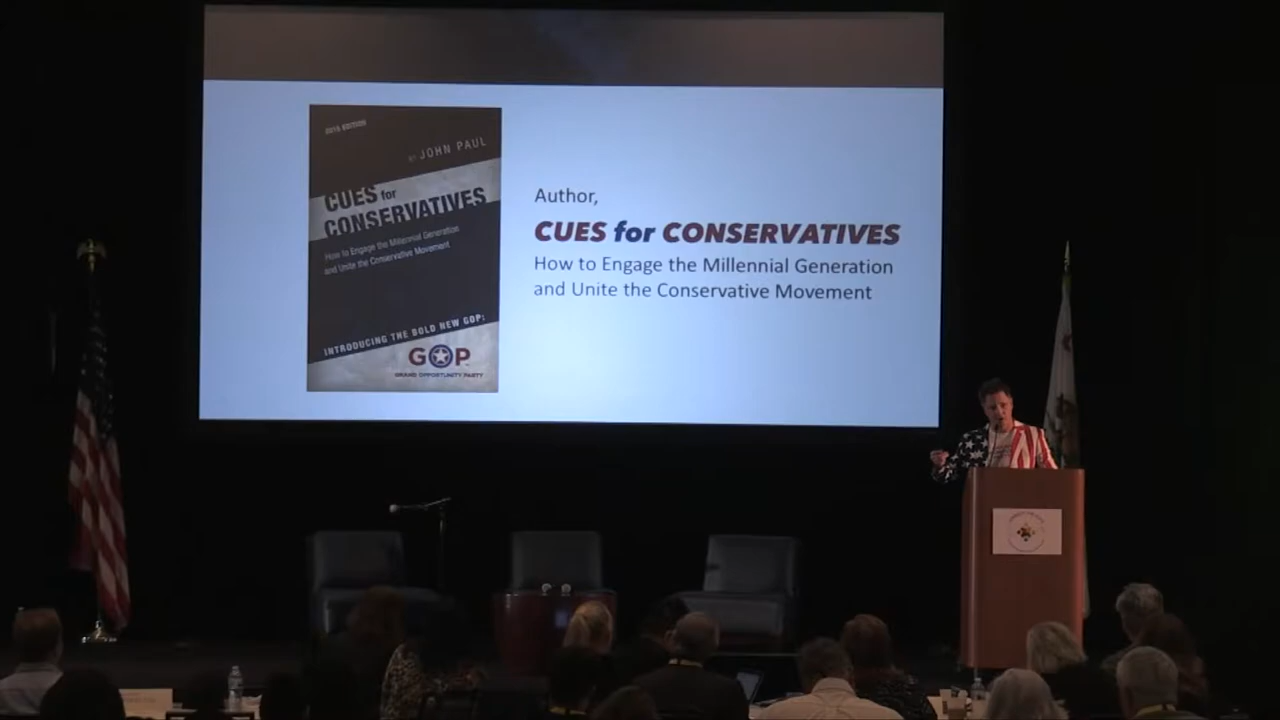 2016 EDITION
BY JOHN PAUL
CUES for
CONSERVATIVES
How to Engage the Millennial Generation
and Unite the Conservative Movement
INTRODUCING THE BOLD NEW GOP:
GOP
GRAND OPPORTUNITY PARTY
Author,
CUES for CONSERVATIVES
How to Engage the Millennial Generation
and Unite the Conservative Movement